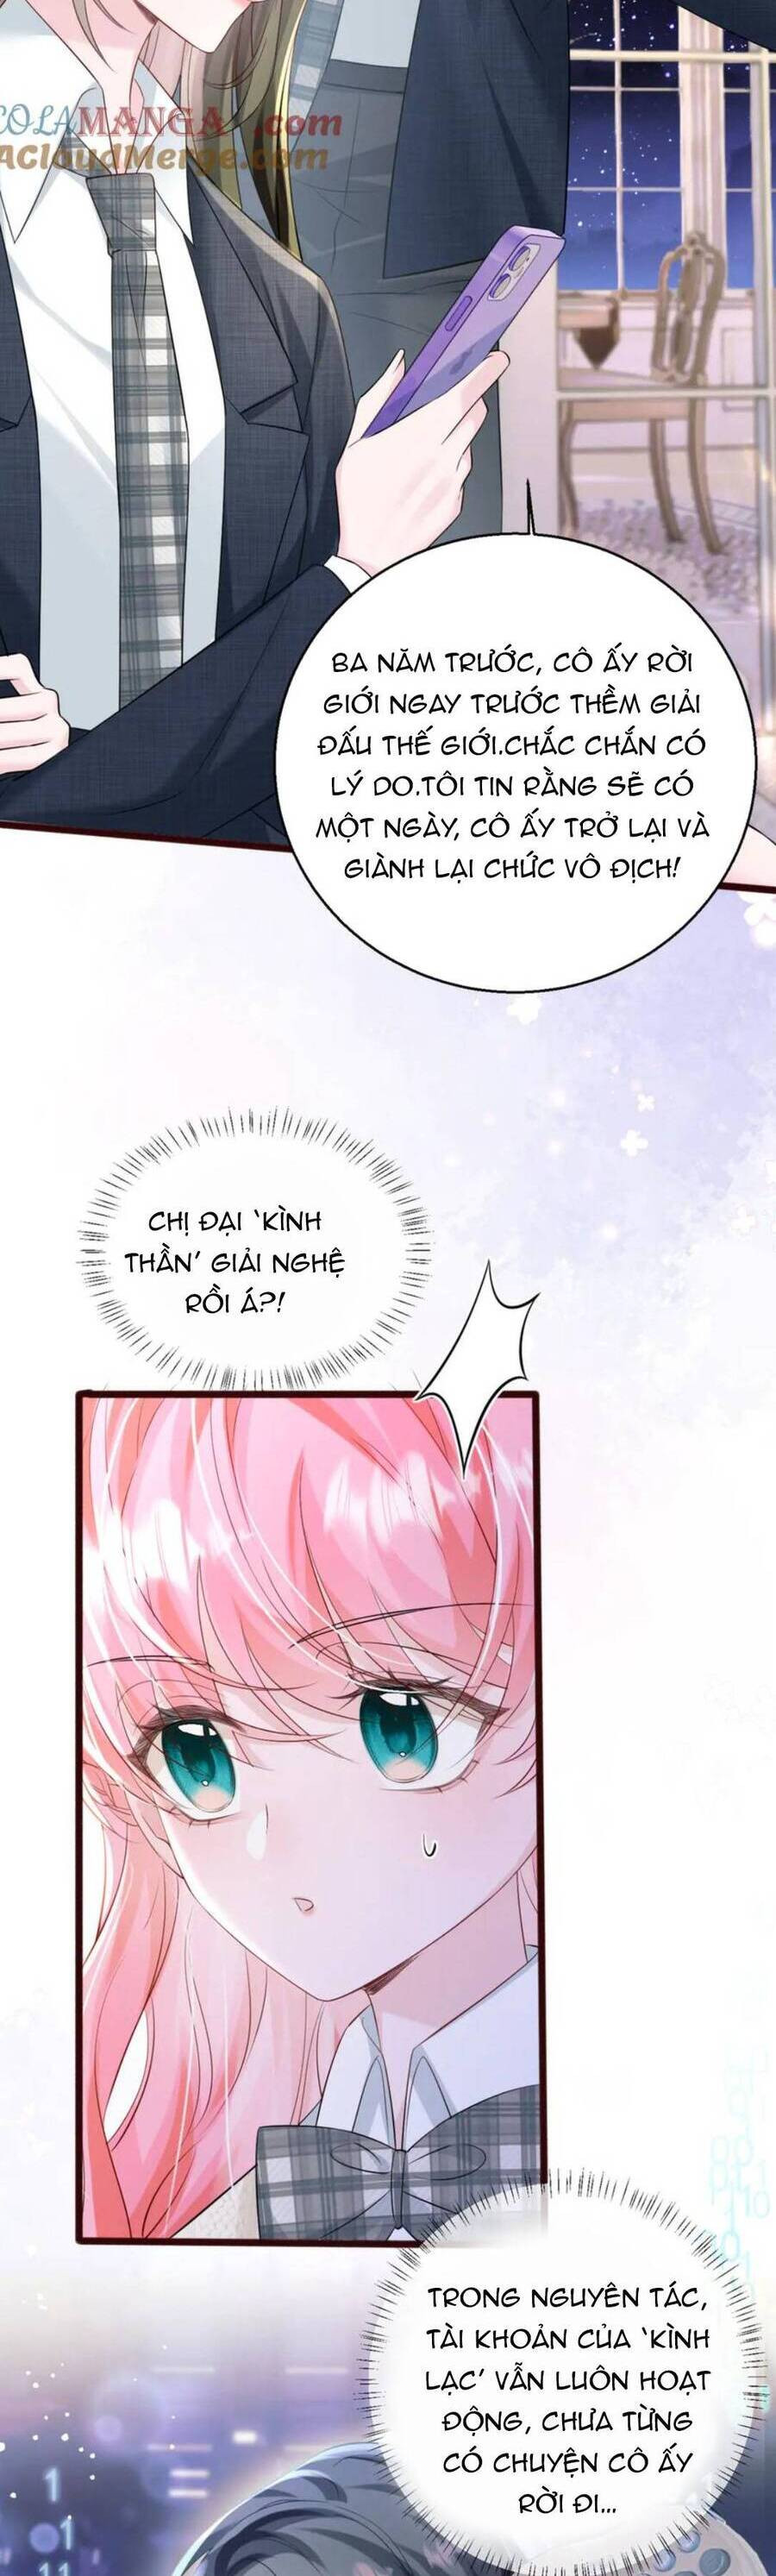 COLAMANGA.com
ACloudMerge.com
BA NĂM TRƯỚC, CÔ ẤY RỜI
GIỚI NGAY TRƯỚC THỀM GIẢI
ĐẤU THẾ GIỚI.CHẮC CHẮN CÓ
LÝ DO.TÔI TIN RẰNG SẼ CÓ
MỘT NGÀY, CÔ ẤY TRỞ LẠI VÀ
GIÀNH LẠI CHỨC VÔ ĐỊCH!
CHỊ ĐẠI ‘KÌNH
THẦN’ GIẢI NGHỆ
RỒI Á?!
TRONG NGUYÊN TÁC,
TÀI KHOẢN CỦA ‘KÌNH
LẠC’ VẪN LUÔN HOẠT
ĐỘNG, CHƯA TỪNG
CÓ CHUYỆN CÔ ẤY
RỜI ĐI...